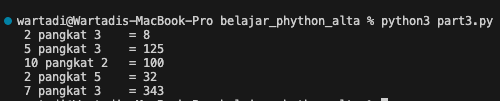 wartadi@Wartadis-MacBook-Pro belajar_phython_alta % python3 part3.py
2 pangkat 3 = 8
5 pangkat 3 = 125
10 pangkat 2 = 100
2 pangkat 5 = 32
7 pangkat 3 = 343